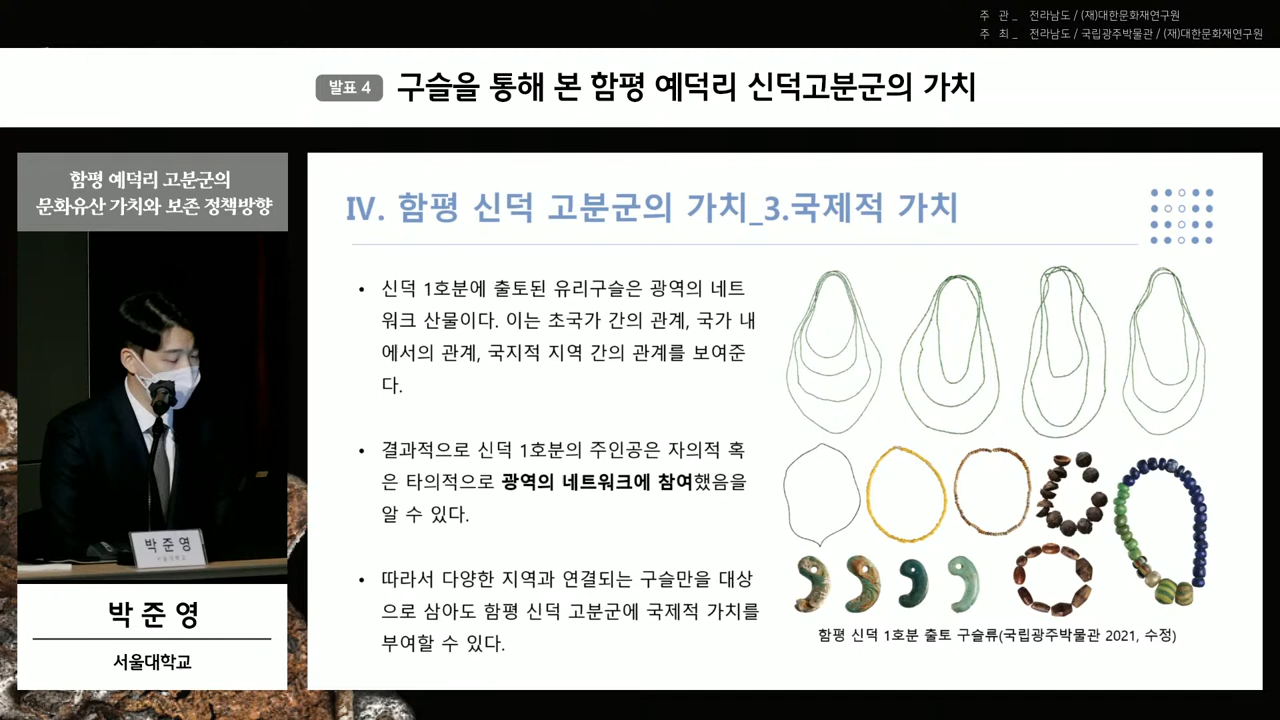 주 관 _ 전라남도 / (재)대한문화재연구원
주 최 _ 전라남도 / 국립광주박물관 / (재)대한문화재연구원
발표 4 구슬을 통해 본 함평 예덕리 신덕고분군의 가치
함평 예덕리 고분군의
문화유산 가치와 보존 정책방향
박준영
서울대학교
박 준 영
서울대학교
Ⅳ. 함평 신덕 고분군의 가치_3.국제적 가치
• 신덕 1호분에 출토된 유리구슬은 광역의 네트
워크 산물이다. 이는 초국가 간의 관계, 국가 내
에서의 관계, 국지적 지역 간의 관계를 보여준
다.
• 결과적으로 신덕 1호분의 주인공은 자의적 혹
은 타의적으로 광역의 네트워크에 참여했음을
알 수 있다.
• 따라서 다양한 지역과 연결되는 구슬만을 대상
으로 삼아도 함평 신덕 고분군에 국제적 가치를
부여할 수 있다.
함평 신덕 1호분 출토 구슬류(국립광주박물관 2021, 수정)